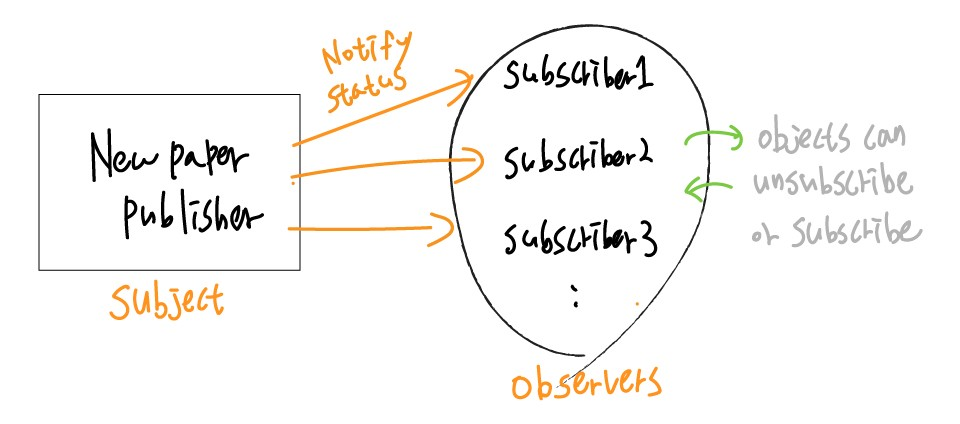 Notify
status
New paper
publisher
subject
subscriber1
subscriber2
subscriber3
:
observers
objects can
unsubscribe
or subscribe